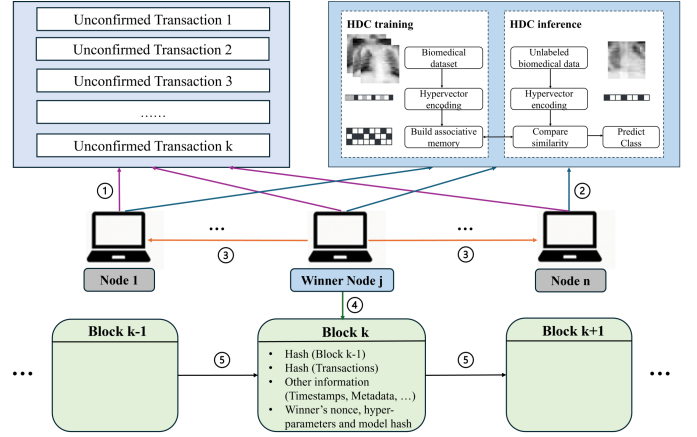 Unconfirmed Transaction 1
Unconfirmed Transaction 2
Unconfirmed Transaction 3
……
Unconfirmed Transaction k
HDC training
Biomedical
dataset
Hypervector
encoding
Build associative
memory
HDC inference
Unlabeled
biomedical data
Hypervector
encoding
Compare
similarity
Predict
Class
1
2
...
...
3
3
Node 1
Winner Node j
Node n
4
Block k-1
Block k
Block k+1
• Hash (Block k-1)
• Hash (Transactions)
• Other information
(Timestamps, Metadata, …)
• Winner's nonce, hyper-
parameters and model hash
5
5
...
...